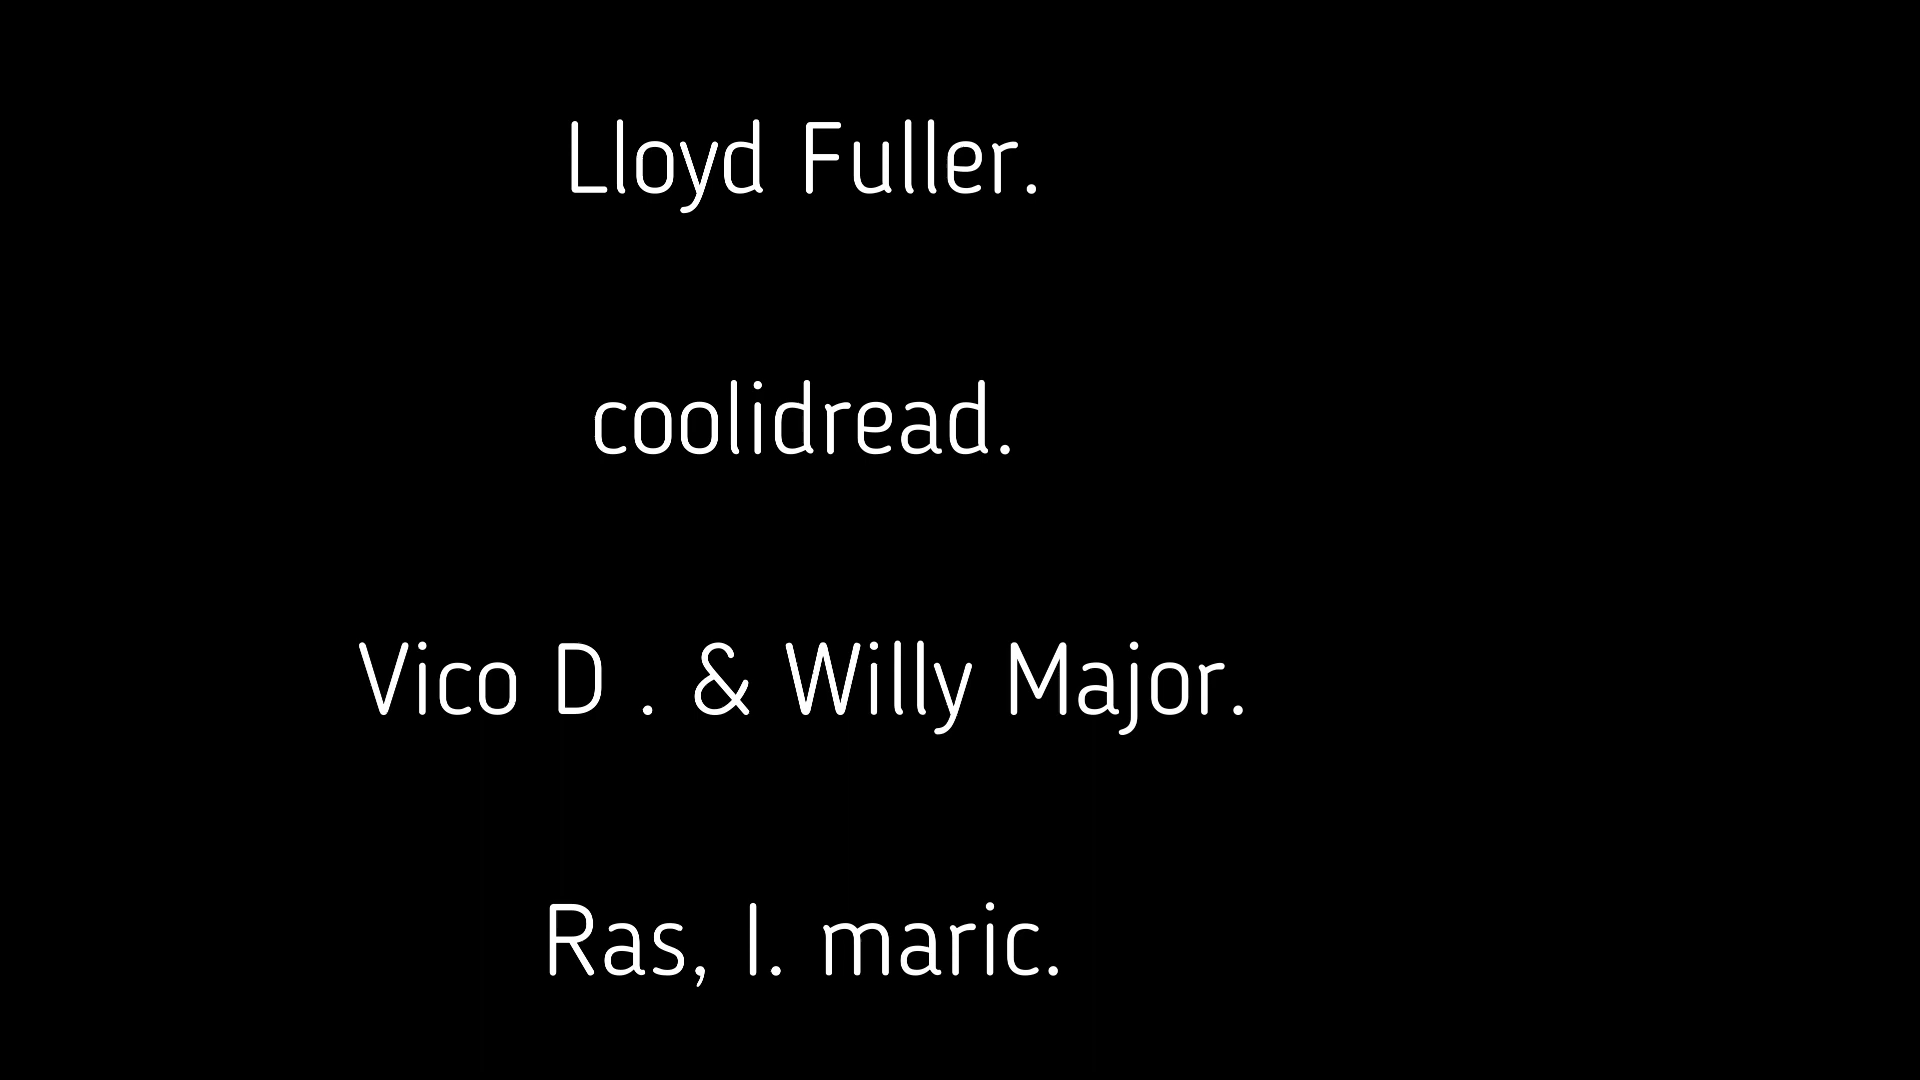 Lloyd Fuller.
coolidread.
Vico D . & Willy Major.
Ras, I. maric.